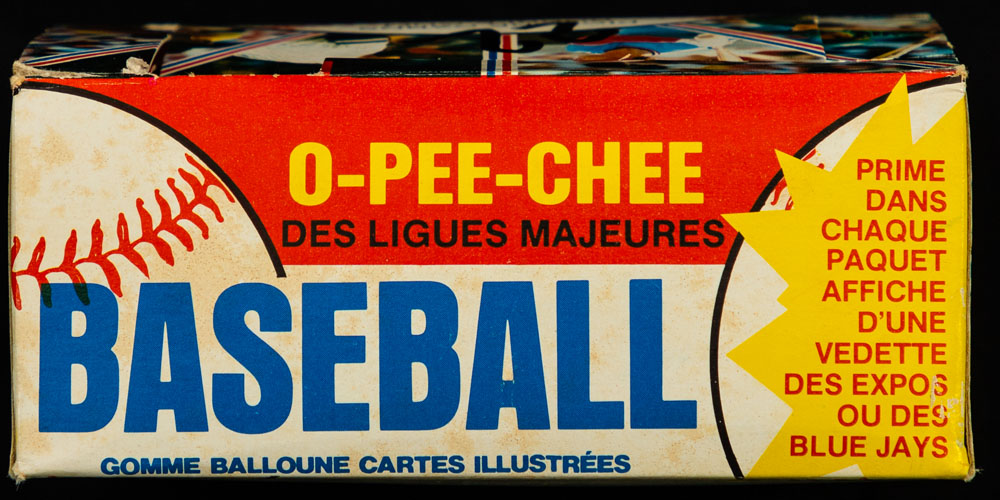 O-PEE-CHEE
DES LIGUES MAJEURES
BASEBALL
GOMME BALLOUNE CARTES ILLUSTRÉES
PRIME
DANS
CHAQUE
PAQUET
AFFICHE
D'UNE
VEDETTE
DES EXPOS
OU DES
BLUE JAYS